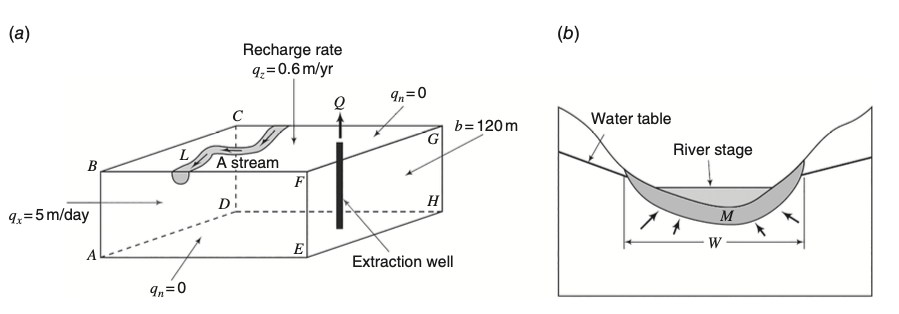 (a)
Recharge rate
q_z = 0.6 m/yr
q_n = 0
Q
C
b = 120 m
G
B
L
A stream
F
D
H
q_x = 5 m/day
A
E
Extraction well
q_n = 0
(b)
Water table
River stage
M
W